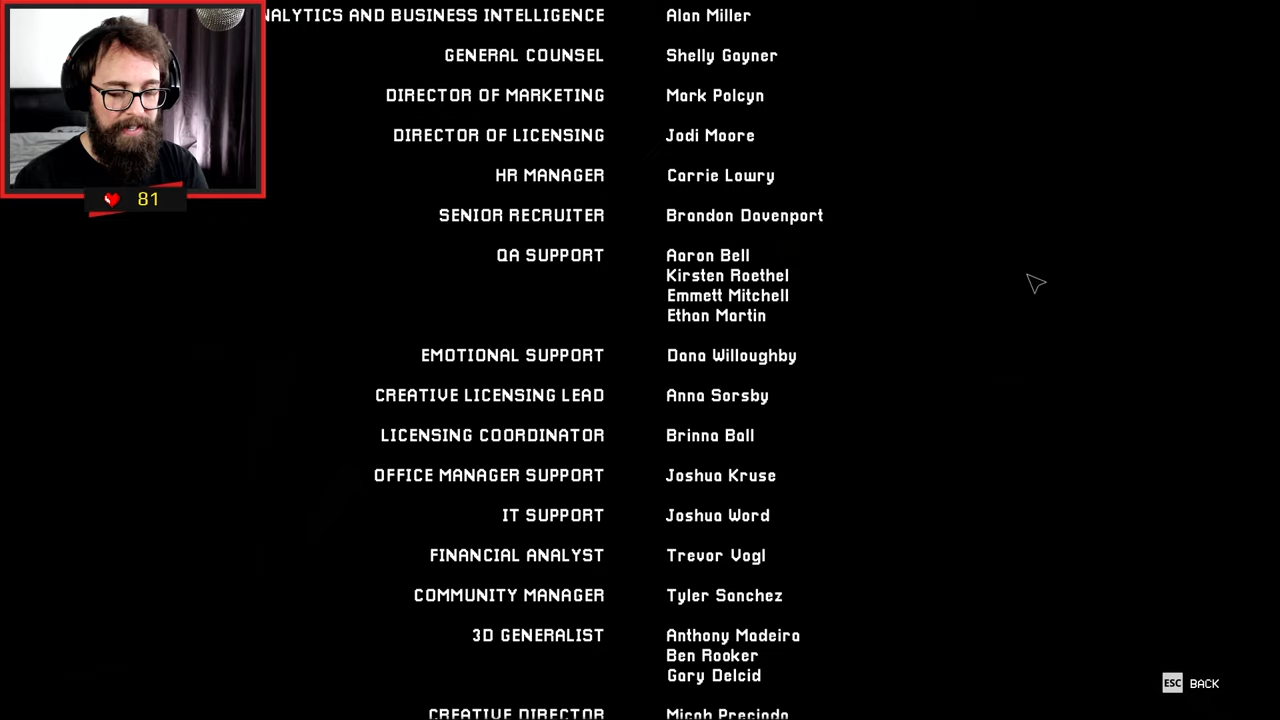 NALYTICS AND BUSINESS INTELLIGENCE Alan Miller
GENERAL COUNSEL Shelly Gayner
DIRECTOR OF MARKETING Mark Polcyn
DIRECTOR OF LICENSING Jodi Moore
HR MANAGER Carrie Lowry
81
SENIOR RECRUITER Brandon Davenport
QA SUPPORT Aaron Bell
Kirsten Roethel
Emmett Mitchell
Ethan Martin
EMOTIONAL SUPPORT Dana Willoughby
CREATIVE LICENSING LEAD Anna Sorsby
LICENSING COORDINATOR Brinna Ball
OFFICE MANAGER SUPPORT Joshua Kruse
IT SUPPORT Joshua Word
FINANCIAL ANALYST Trevor Vogl
COMMUNITY MANAGER Tyler Sanchez
3D GENERALIST Anthony Madeira
Ben Rooker
Gary Delcid
ESC BACK
CREATIVE DIRECTOR Micah Preciado